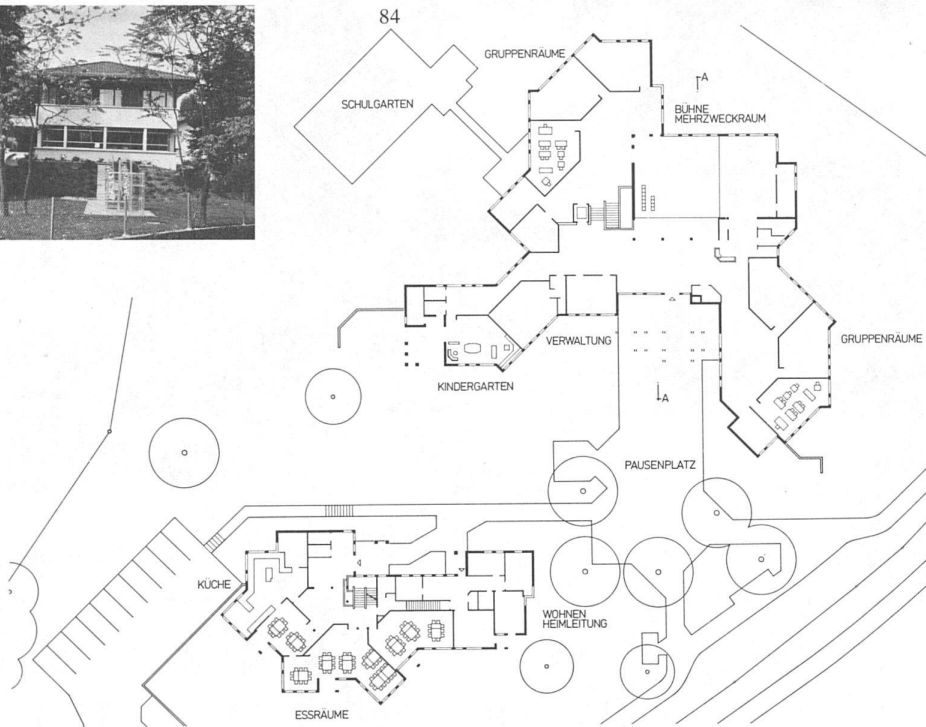 84
GRUPPENRÄUME
SCHULGARTEN
A
BÜHNE
MEHRZWECKRAUM
VERWALTUNG
GRUPPENRÄUME
KINDERGARTEN
A
PAUSENPLATZ
KÜCHE
WOHNEN
HEIMLEITUNG
ESSRÄUME